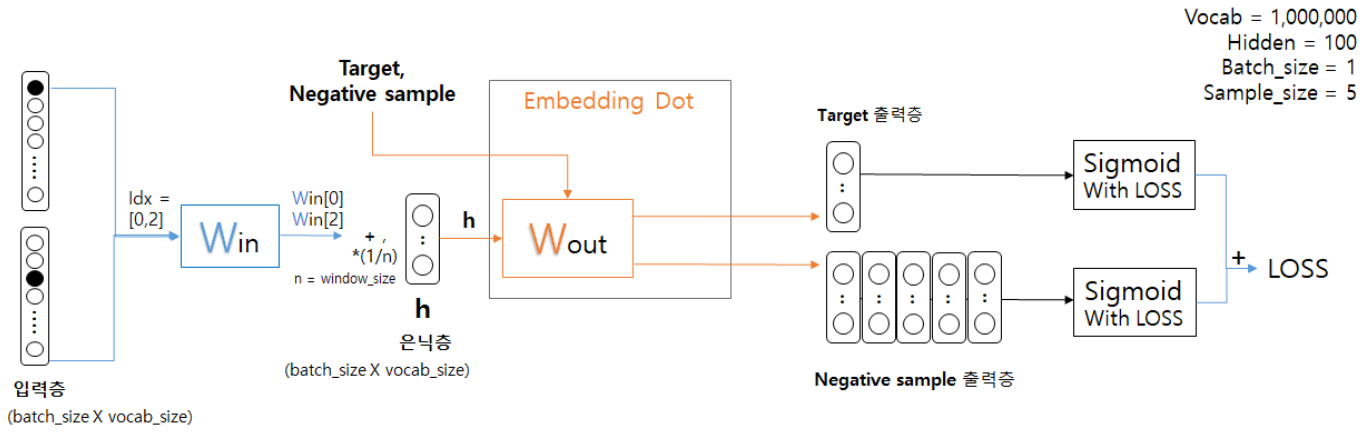 Vocab = 1,000,000
Hidden = 100
Batch_size = 1
Sample_size = 5
Target,
Negative sample
Embedding Dot
Target 출력층
Idx =
[0,2]
Win
Win[0]
Win[2]
+ ,
*(1/n)
n = window_size
h
Wout
h
은닉층
(batch_size X vocab_size)
Sigmoid
With LOSS
Sigmoid
With LOSS
+
LOSS
Negative sample 출력층
입력층
(batch_size X vocab_size)